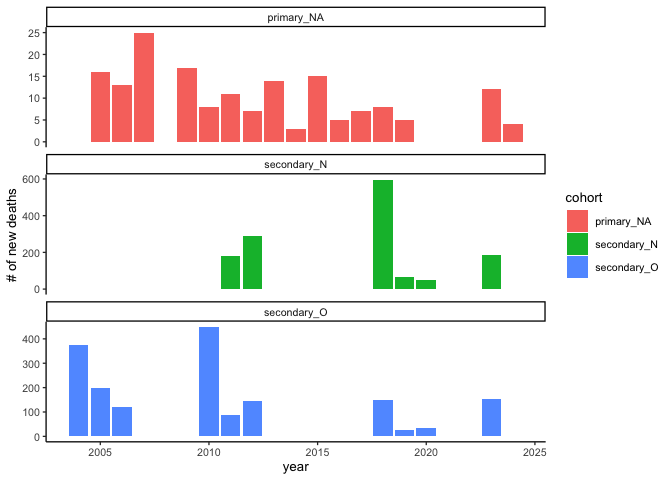 primary_NA
25
20
15
10
5
0
secondary_N
600
400
200
0
# of new deaths
secondary_O
400
300
200
100
0
2005 2010 2015 2020 2025
year
cohort
primary_NA
secondary_N
secondary_O